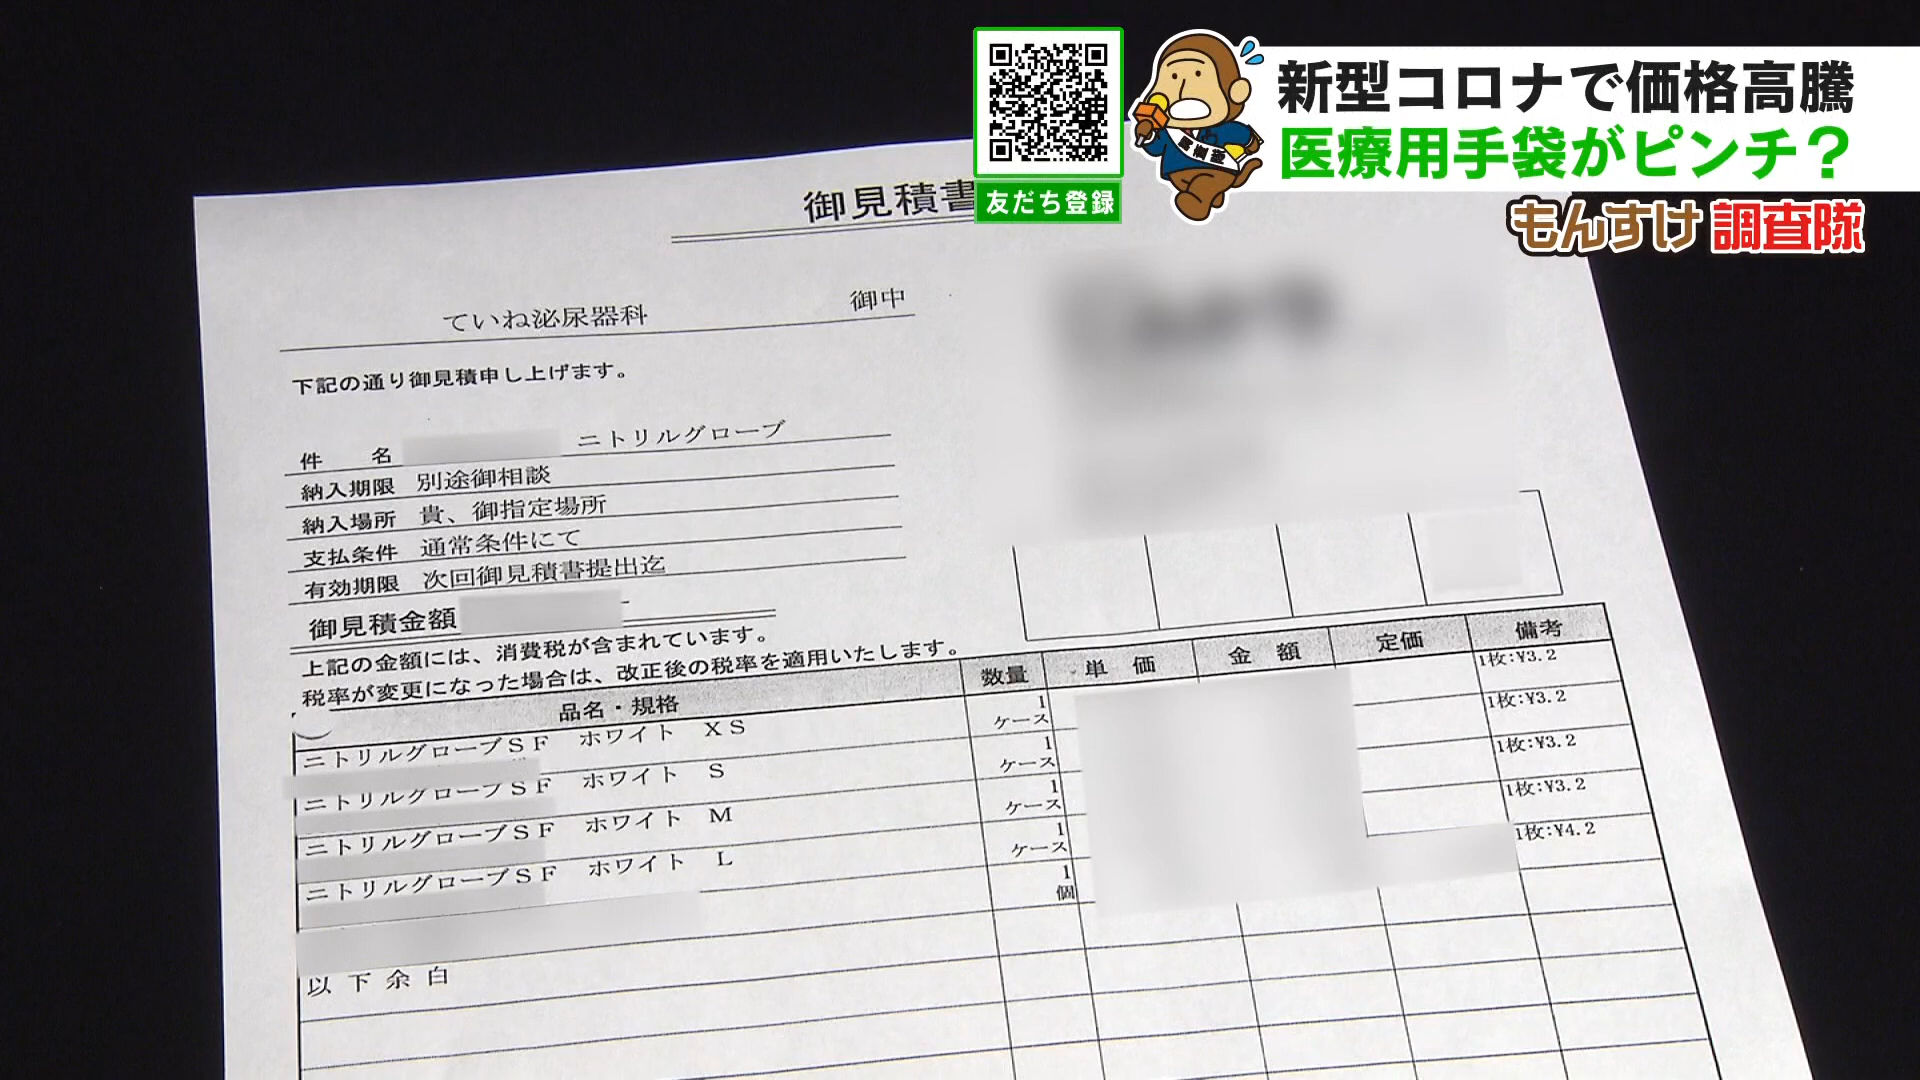 新型コロナで価格高騰
医療用手袋がピンチ？
もんすけ 調査隊
友だち登録
調査隊
御見積書
ていね泌尿器科 御中
下記の通り御見積申し上げます。
件 名 ニトリルグローブ
納入期限 別途御相談
納入場所 貴、御指定場所
支払条件 通常条件にて
有効期限 次回御見積書提出迄
御見積金額
上記の金額には、消費税が含まれています。
税率が変更になった場合は、改正後の税率を適用いたします。
品名・規格 数量 単価 金額 定価 備考
ニトリルグローブSF ホワイト XS 1 ケース 1枚:¥3.2
ニトリルグローブSF ホワイト S 1 ケース 1枚:¥3.2
ニトリルグローブSF ホワイト M 1 ケース 1枚:¥3.2
ニトリルグローブSF ホワイト L 1 ケース 1枚:¥3.2
1 個 1枚:¥4.2
以下余白